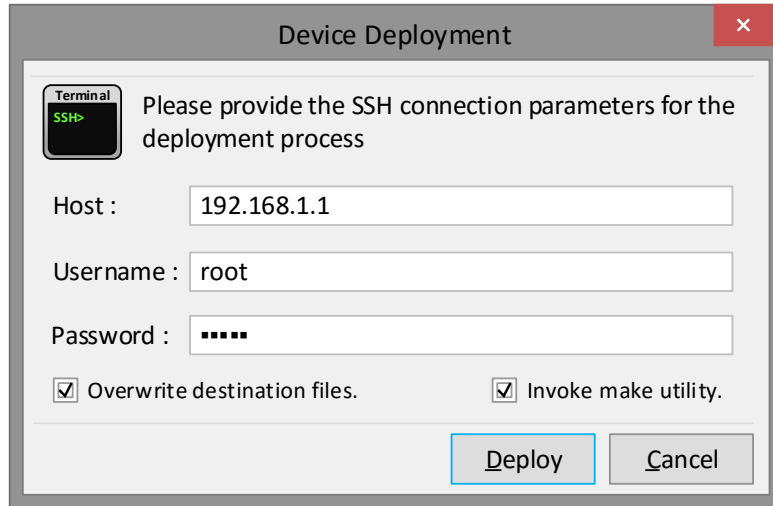 Device Deployment
×
Terminal
SSH>
Please provide the SSH connection parameters for the
deployment process
Host : 192.168.1.1
Username : root
Password : ▪▪▪▪▪
Overwrite destination files. Invoke make utility.
Deploy Cancel